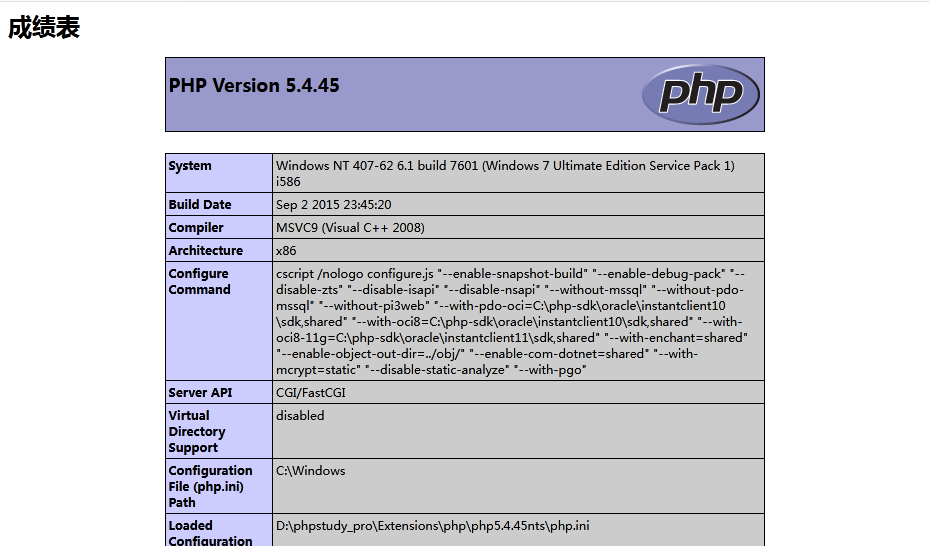 成绩表
PHP Version 5.4.45
php
System
Windows NT 407-62 6.1 build 7601 (Windows 7 Ultimate Edition Service Pack 1)
i586
Build Date
Sep 2 2015 23:45:20
Compiler
MSVC9 (Visual C++ 2008)
Architecture
x86
Configure
Command
cscript /nologo configure.js "--enable-snapshot-build" "--enable-debug-pack" "--
disable-zts" "--disable-isapi" "--disable-nsapi" "--without-mssql" "--without-pdo-
mssql" "--without-pi3web" "--with-pdo-oci=C:\php-sdk\oracle\instantclient10
\sdk,shared" "--with-oci8=C:\php-sdk\oracle\instantclient10\sdk,shared" "--with-
oci8-11g=C:\php-sdk\oracle\instantclient11\sdk,shared" "--with-enchant=shared"
"--enable-object-out-dir=../obj/" "--enable-com-dotnet=shared" "--with-
mcrypt=static" "--disable-static-analyze" "--with-pgo"
Server API
CGI/FastCGI
Virtual
Directory
Support
disabled
Configuration
File (php.ini)
Path
C:\Windows
Loaded
Configuration
D:\phpstudy_pro\Extensions\php\php5.4.45nts\php.ini